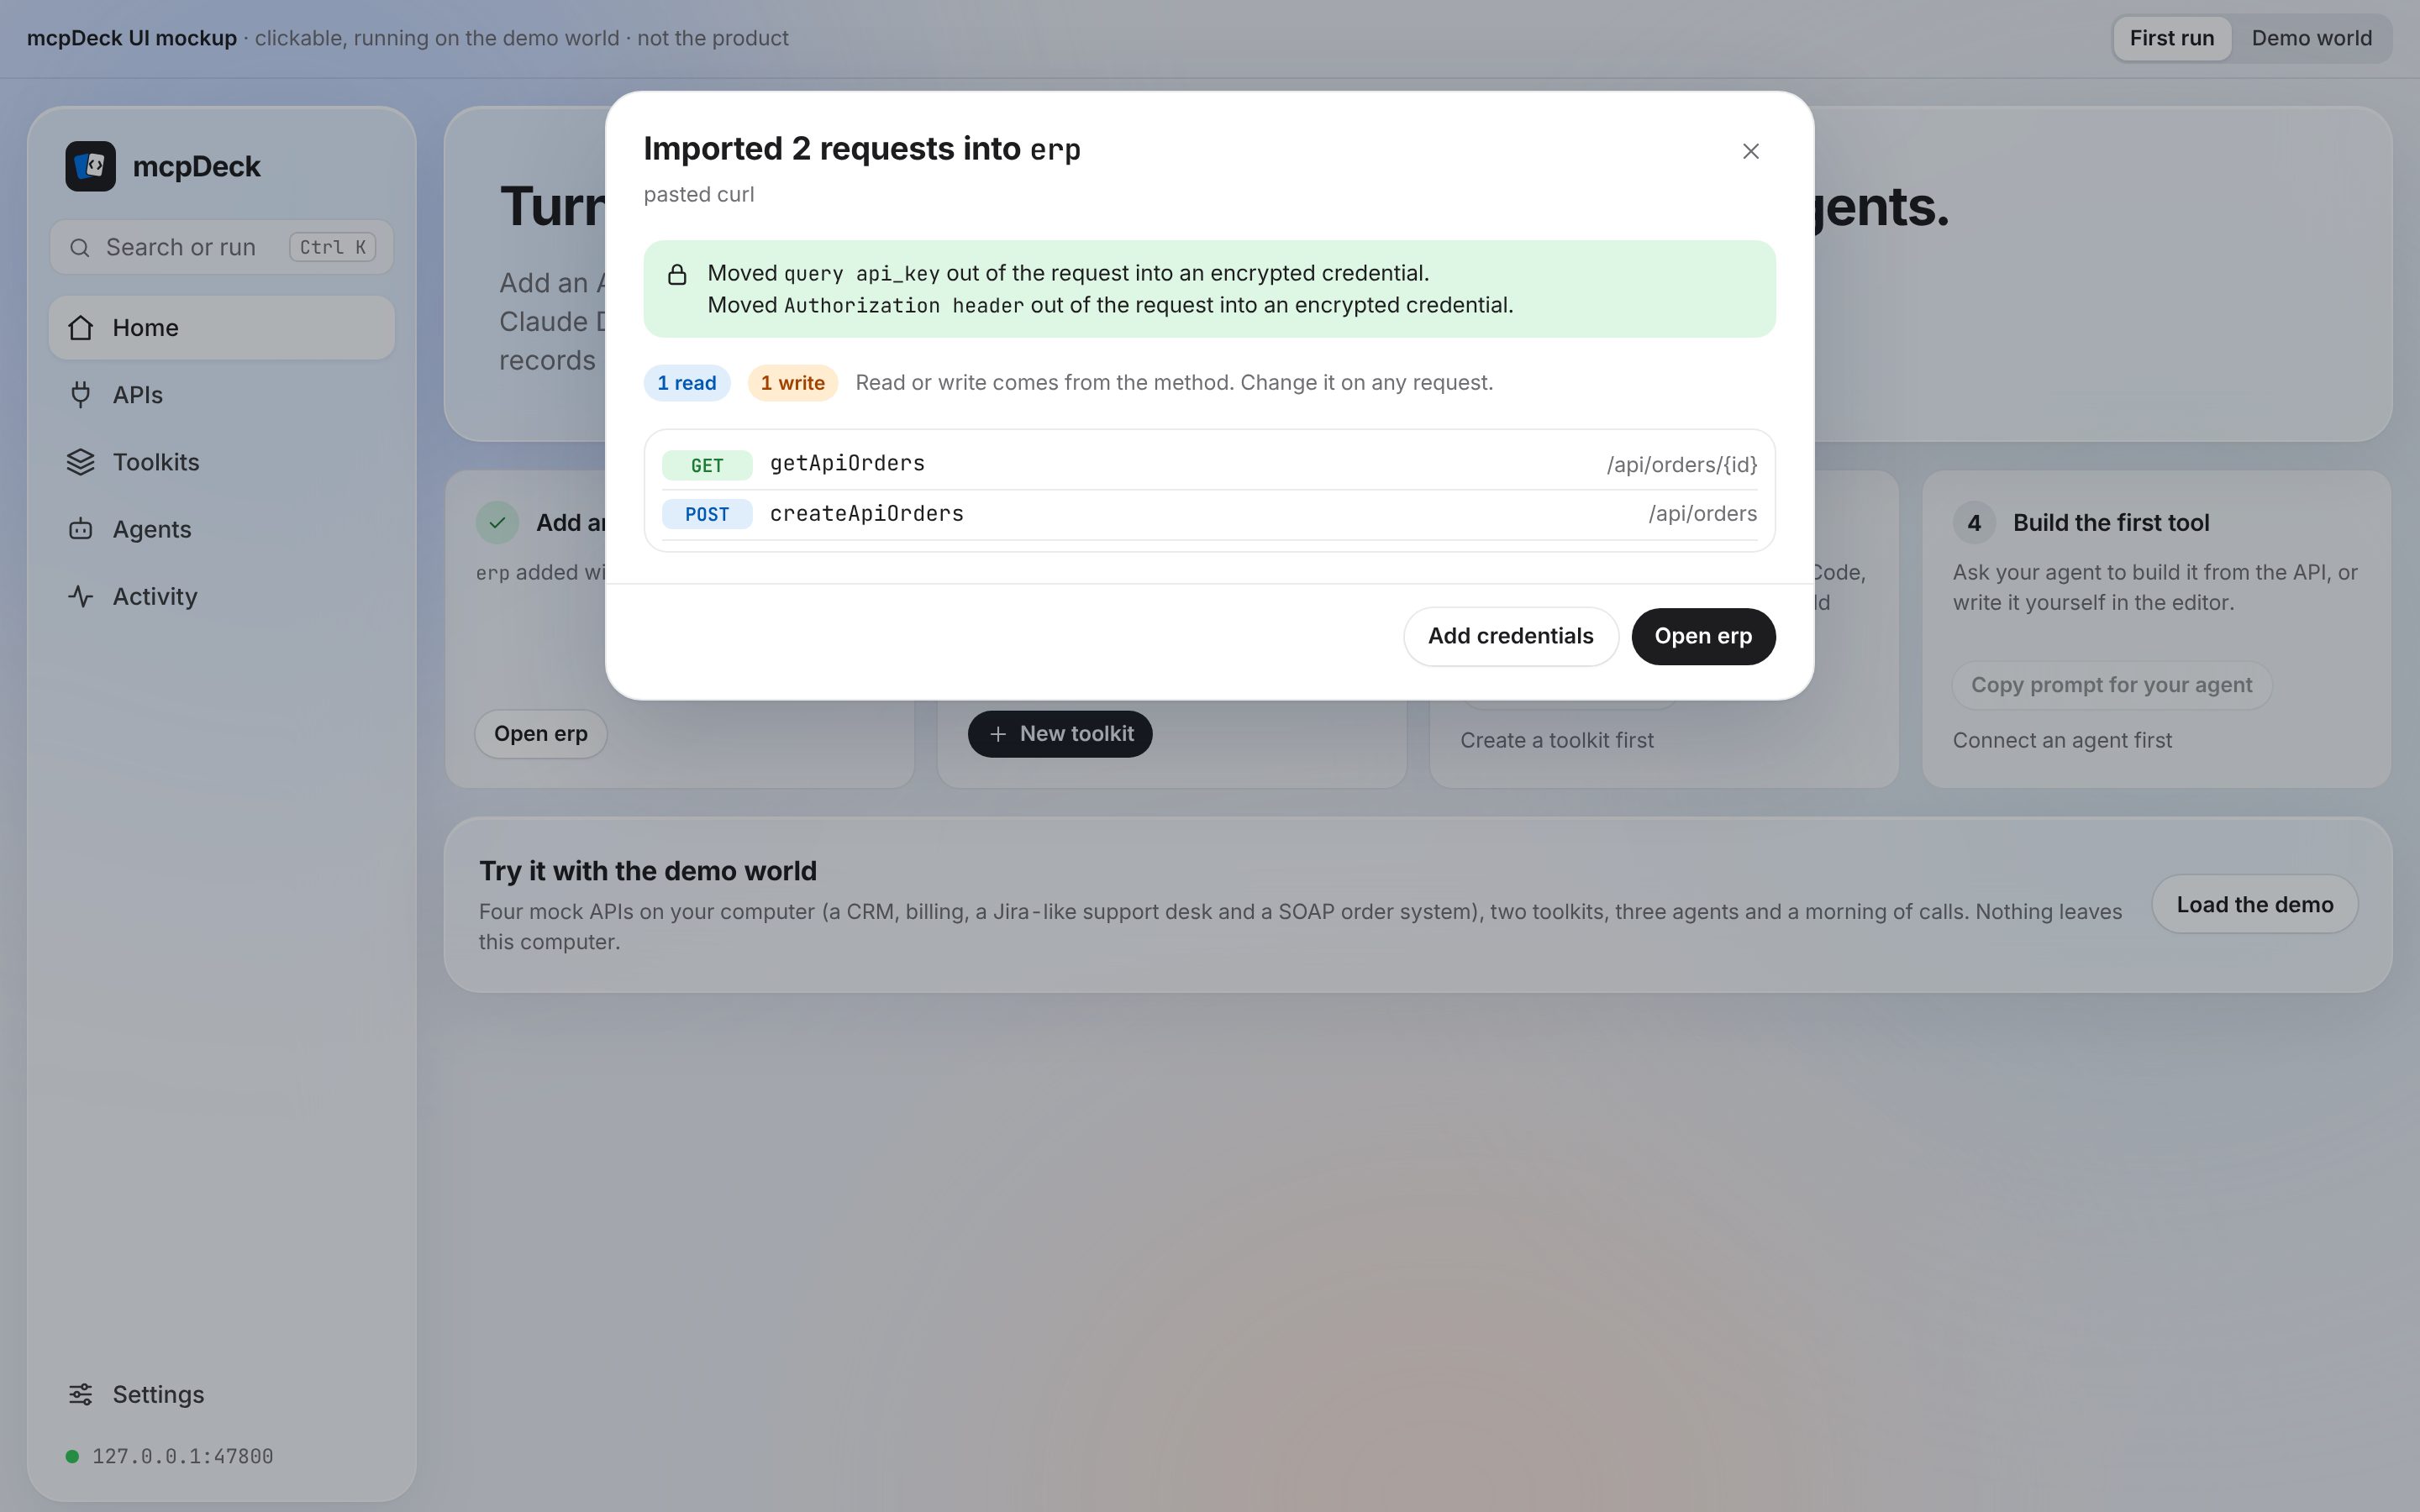 mcpDeck UI mockup · clickable, running on the demo world · not the product
First run
Demo world
mcpDeck
Search or run
Ctrl K
Home
APIs
Toolkits
Agents
Activity
Settings
127.0.0.1:47800
Imported 2 requests into erp
pasted curl
Moved query api_key out of the request into an encrypted credential.
Moved Authorization header out of the request into an encrypted credential.
1 read
1 write
Read or write comes from the method. Change it on any request.
GET
getApiOrders
/api/orders/{id}
POST
createApiOrders
/api/orders
Add credentials
Open erp
Add
Claude
records
erp added
Open erp
New toolkit
Create a toolkit first
4
Build the first tool
Ask your agent to build it from the API, or
write it yourself in the editor.
Copy prompt for your agent
Connect an agent first
Try it with the demo world
Four mock APIs on your computer (a CRM, billing, a Jira-like support desk and a SOAP order system), two toolkits, three agents and a morning of calls. Nothing leaves
this computer.
Load the demo